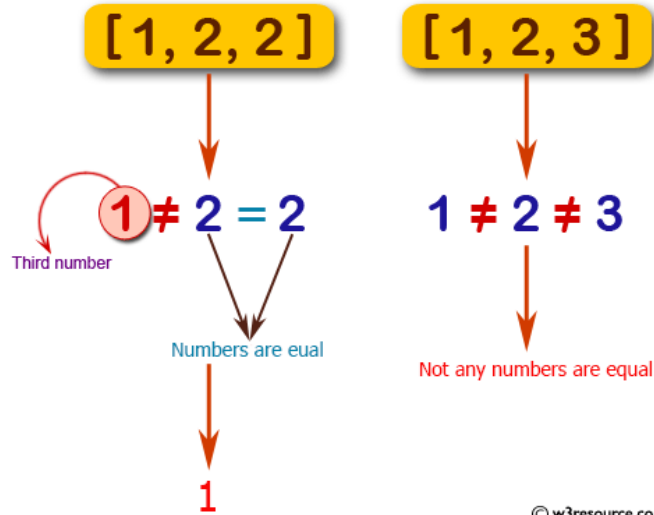 [1, 2, 2]
[1, 2, 3]
1 ≠ 2 = 2
1 ≠ 2 ≠ 3
Third number
Numbers are eual
Not any numbers are equal
1
© w3resource.co